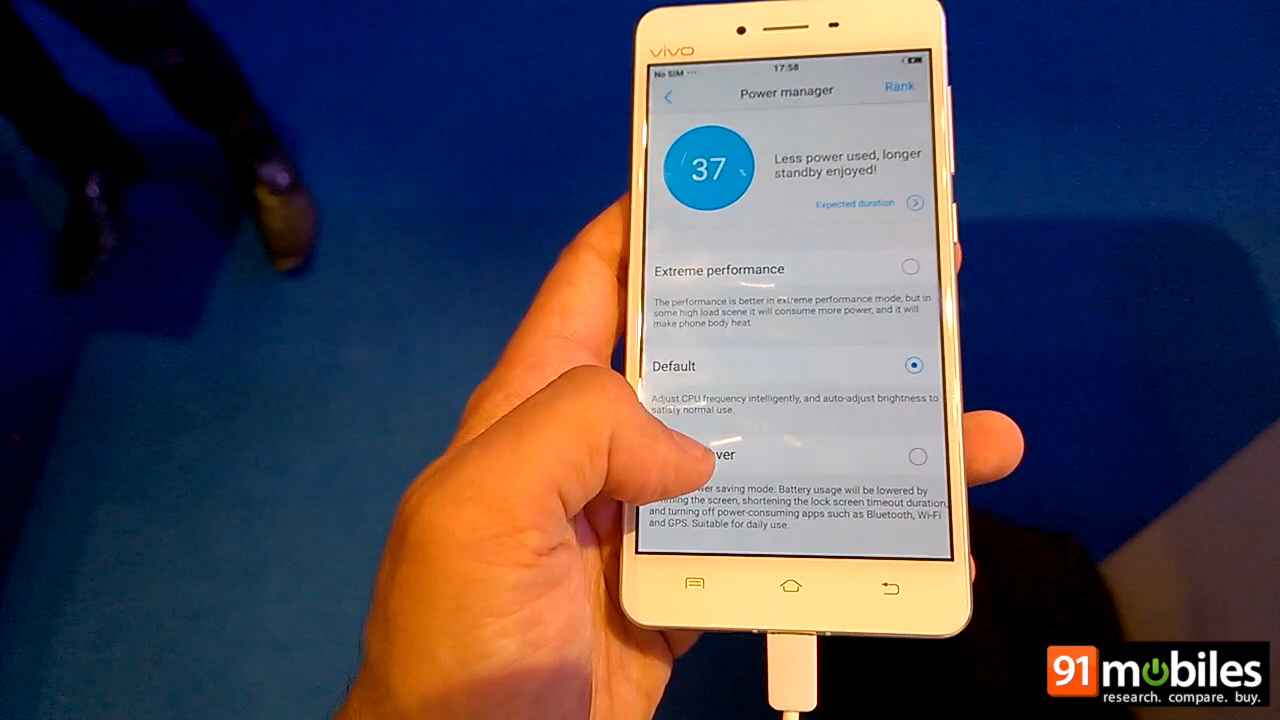 vivo
No SIM ···
17:58
Power manager
Rank
37 %
Less power used, longer
standby enjoyed!
Expected duration
Extreme performance
The performance is better in extreme performance mode, but in
some high load scene it will consume more power, and it will
make phone body heat.
Default
Adjust CPU frequency intelligently, and auto-adjust brightness to
satisfy normal use.
saving mode: Battery usage will be lowered by
the screen, shortening the lock screen timeout duration,
and turning off power-consuming apps such as Bluetooth, Wi-Fi
and GPS. Suitable for daily use.
91mobiles
research. compare. buy.